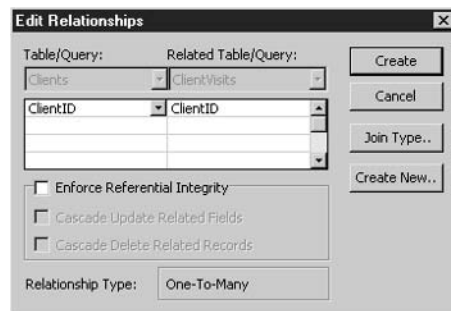 Edit Relationships
Table/Query: Related Table/Query:
Clients ClientVisits
ClientID ClientID
Enforce Referential Integrity
Cascade Update Related Fields
Cascade Delete Related Records
Relationship Type: One-To-Many
Create
Cancel
Join Type..
Create New..